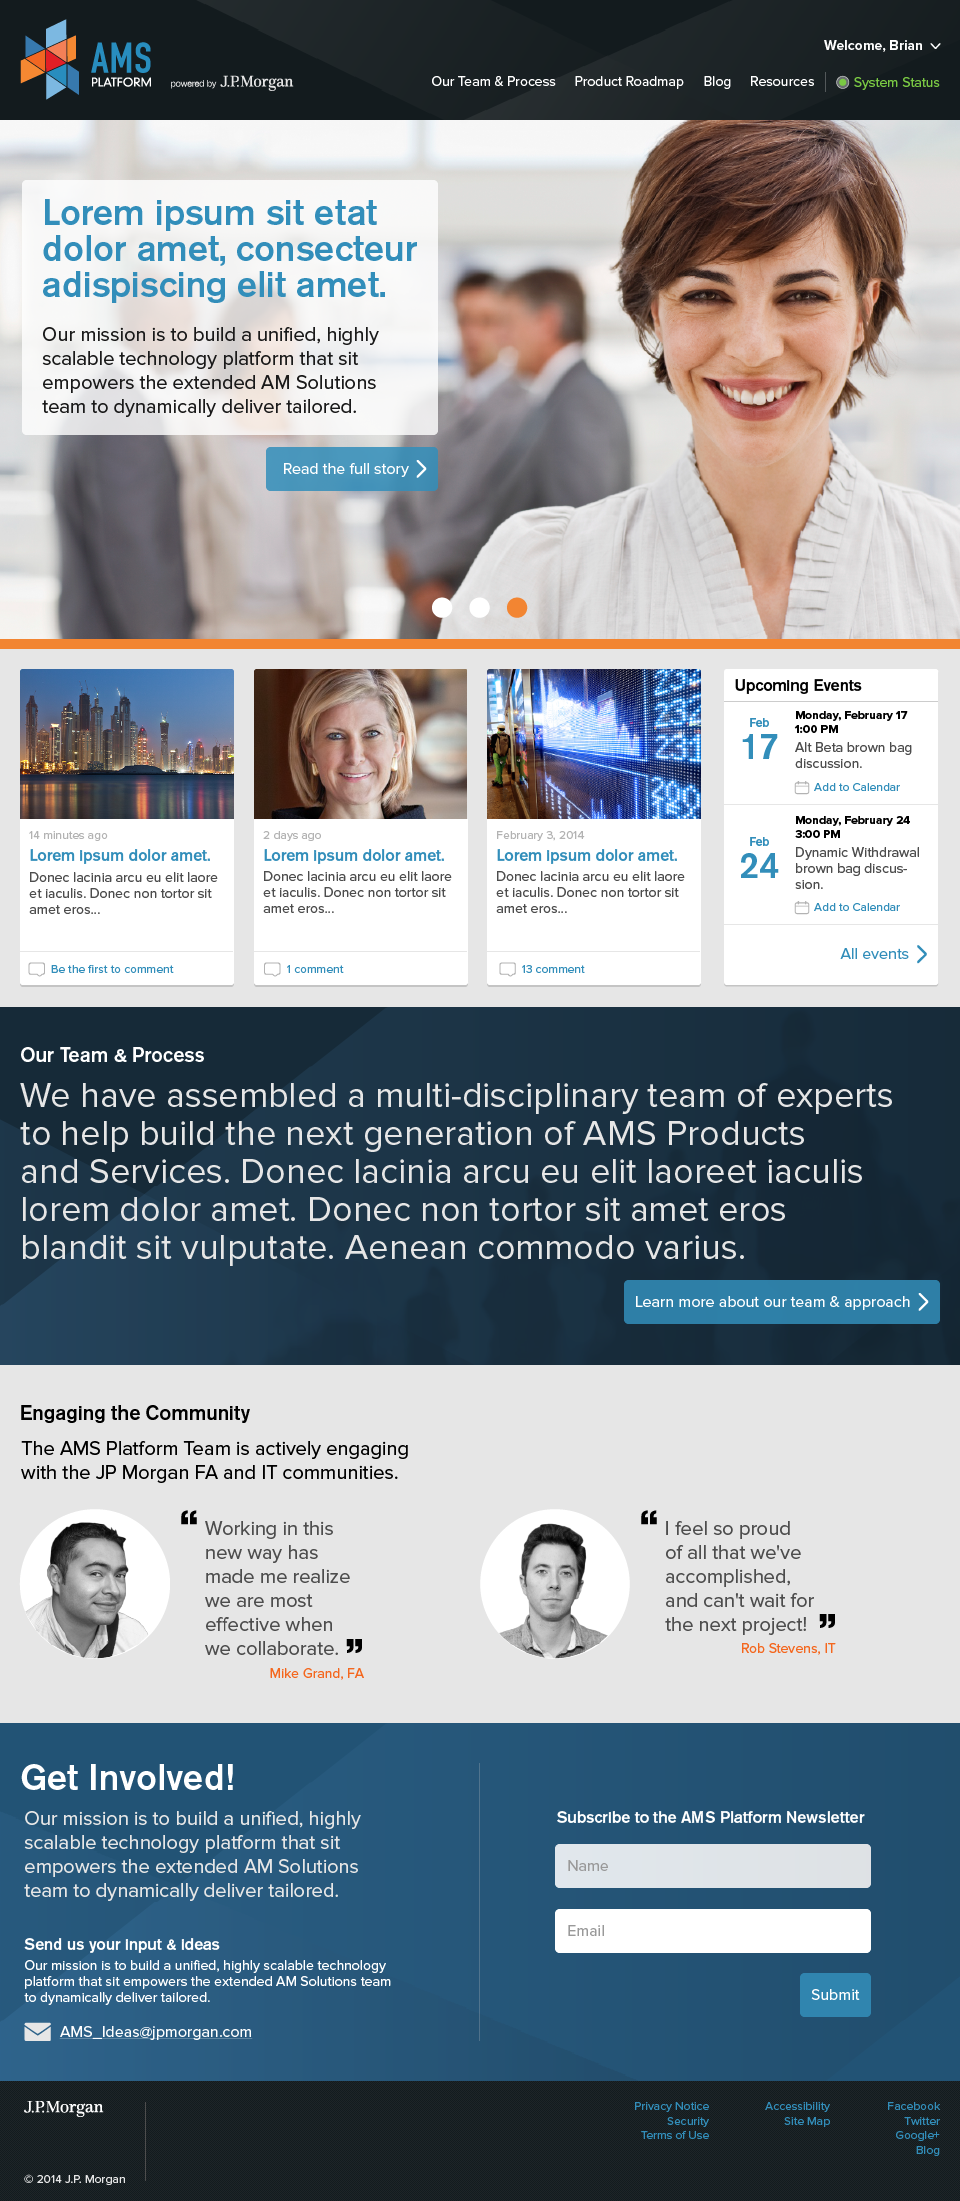 AMS
PLATFORM
powered by J.P.Morgan
Welcome, Brian
Our Team & Process Product Roadmap Blog Resources System Status
Lorem ipsum sit etat
dolor amet, consecteur
adispiscing elit amet.
Our mission is to build a unified, highly
scalable technology platform that sit
empowers the extended AM Solutions
team to dynamically deliver tailored.
Read the full story
14 minutes ago
Lorem ipsum dolor amet.
Donec lacinia arcu eu elit laore
et iaculis. Donec non tortor sit
amet eros...
Be the first to comment
2 days ago
Lorem ipsum dolor amet.
Donec lacinia arcu eu elit laore
et iaculis. Donec non tortor sit
amet eros...
1 comment
February 3, 2014
Lorem ipsum dolor amet.
Donec lacinia arcu eu elit laore
et iaculis. Donec non tortor sit
amet eros...
13 comment
Upcoming Events
Feb
17
Monday, February 17
1:00 PM
Alt Beta brown bag
discussion.
Add to Calendar
Feb
24
Monday, February 24
3:00 PM
Dynamic Withdrawal
brown bag discus-
sion.
Add to Calendar
All events
Our Team & Process
We have assembled a multi-disciplinary team of experts
to help build the next generation of AMS Products
and Services. Donec lacinia arcu eu elit laoreet iaculis
lorem dolor amet. Donec non tortor sit amet eros
blandit sit vulputate. Aenean commodo varius.
Learn more about our team & approach
Engaging the Community
The AMS Platform Team is actively engaging
with the JP Morgan FA and IT communities.
“ Working in this
new way has
made me realize
we are most
effective when
we collaborate. ”
Mike Grand, FA
“ I feel so proud
of all that we've
accomplished,
and can't wait for
the next project! ”
Rob Stevens, IT
Get Involved!
Our mission is to build a unified, highly
scalable technology platform that sit
empowers the extended AM Solutions
team to dynamically deliver tailored.
Send us your input & ideas
Our mission is to build a unified, highly scalable technology
platform that sit empowers the extended AM Solutions team
to dynamically deliver tailored.
AMS_Ideas@jpmorgan.com
Subscribe to the AMS Platform Newsletter
Name
Email
Submit
J.P.Morgan
© 2014 J.P. Morgan
Privacy Notice
Security
Terms of Use
Accessibility
Site Map
Facebook
Twitter
Google+
Blog